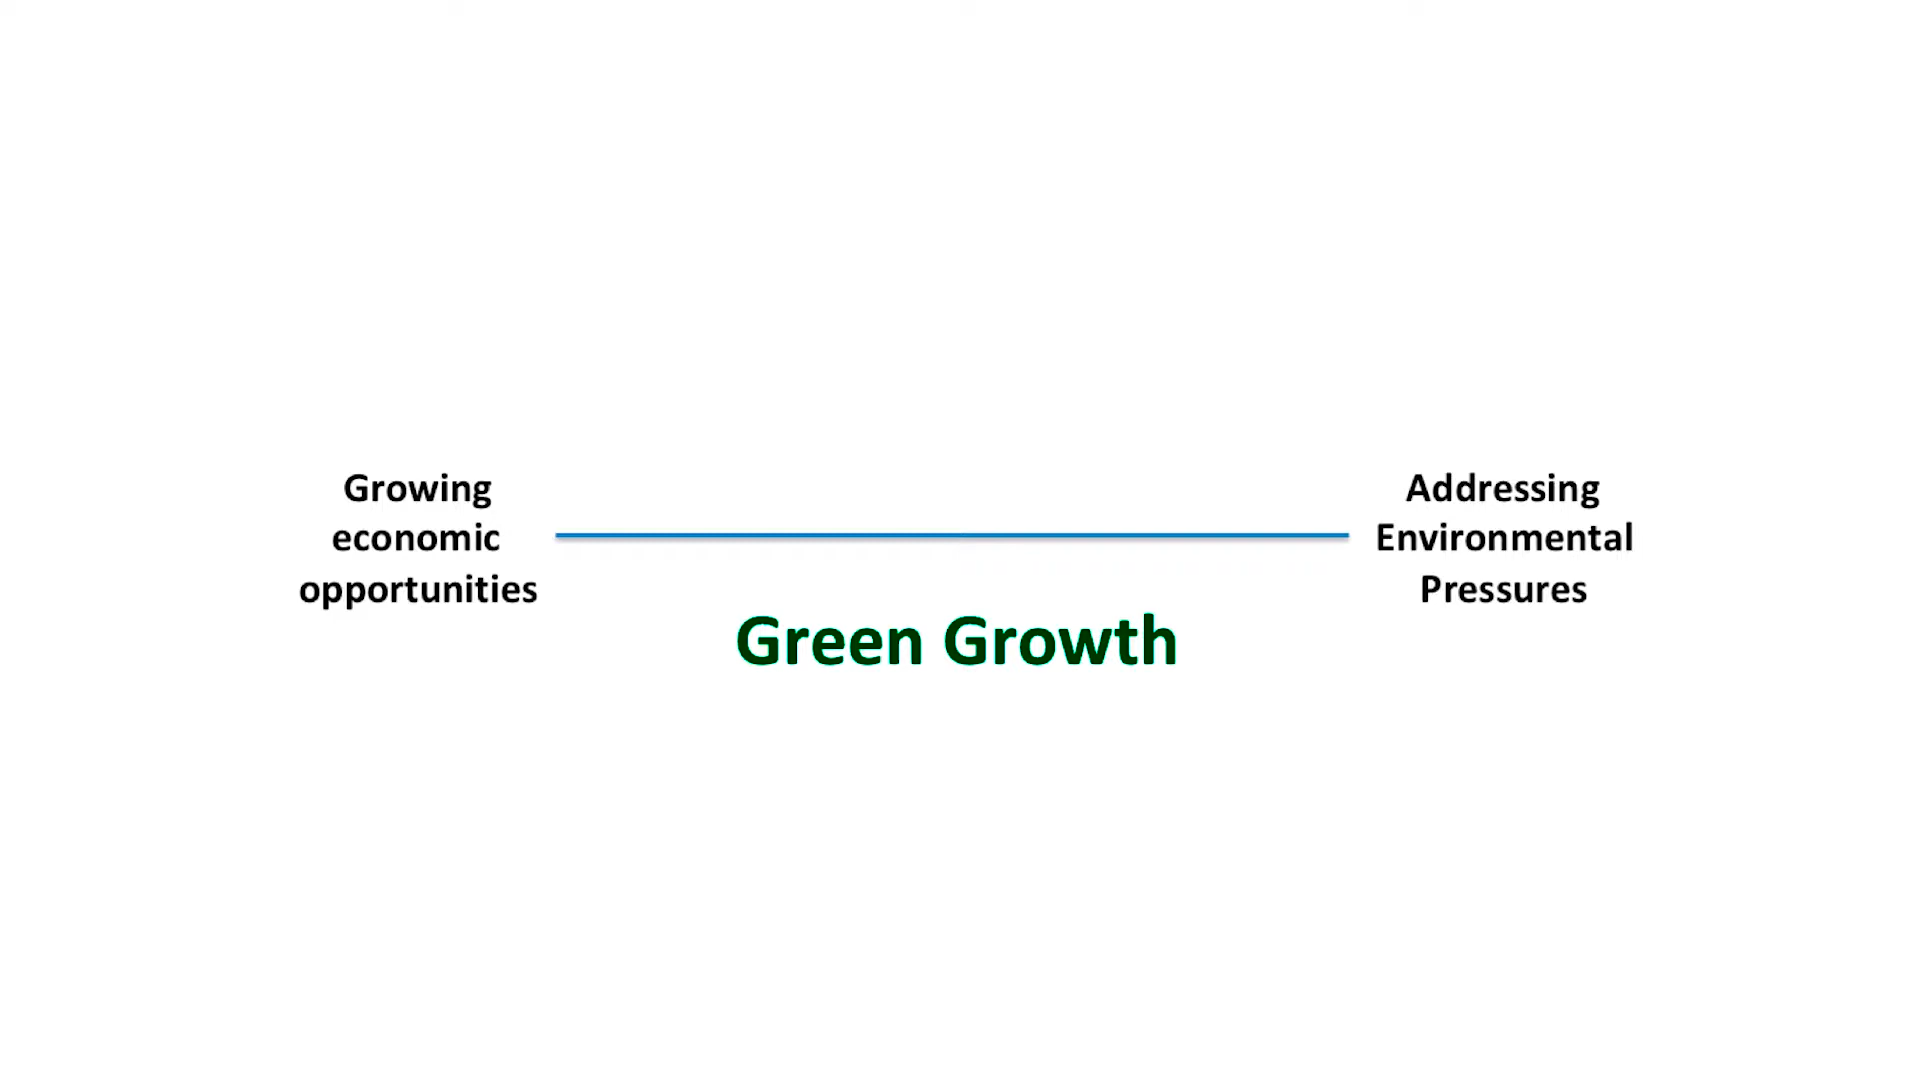 Growing
economic
opportunities
Addressing
Environmental
Pressures
Green Growth